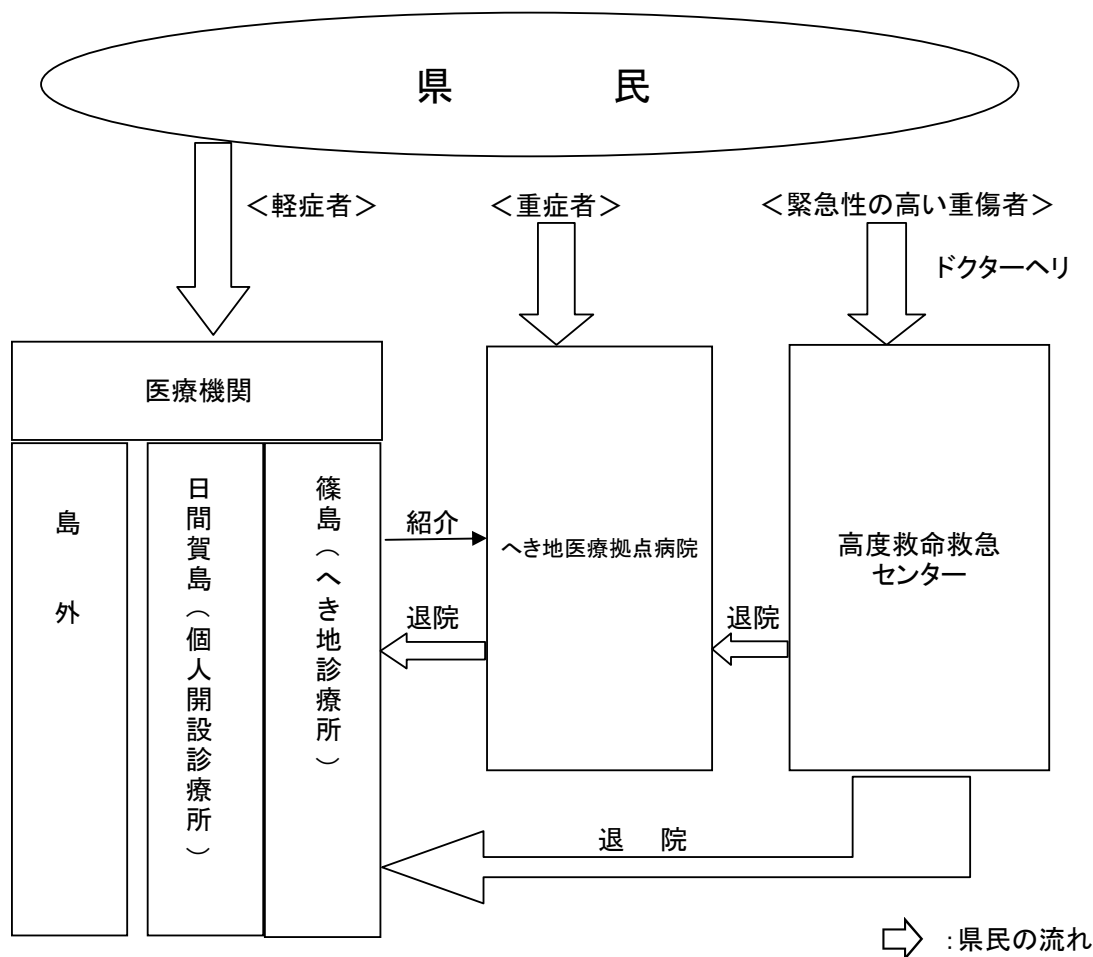 県 民
<軽症者>
<重症者>
<緊急性の高い重傷者>
ドクターヘリ
医療機関
島 外
日間賀島(個人開設診療所)
篠島(へき地診療所)
紹介
退院
へき地医療拠点病院
退院
高度救命救急
センター
退 院
:県民の流れ